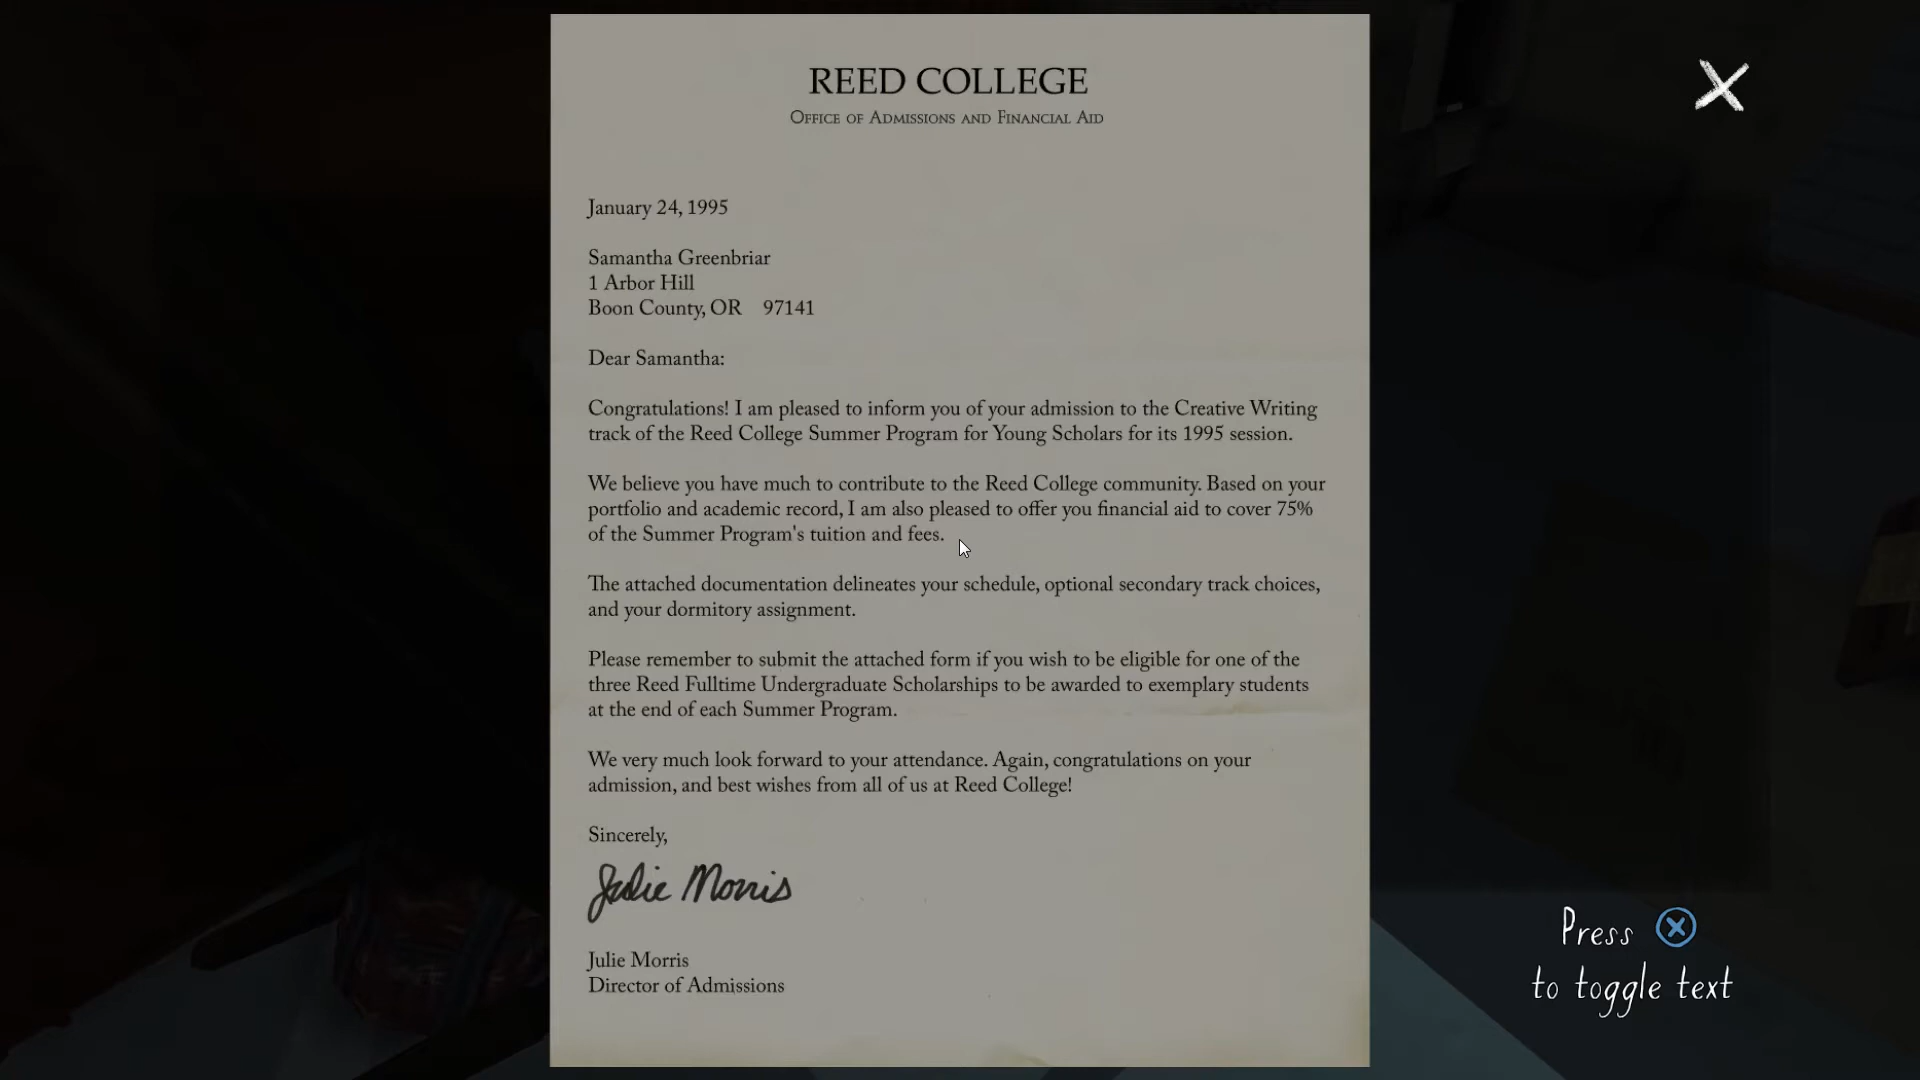 REED COLLEGE
OFFICE OF ADMISSIONS AND FINANCIAL AID
January 24, 1995
Samantha Greenbriar
1 Arbor Hill
Boon County, OR 97141
Dear Samantha:
Congratulations! I am pleased to inform you of your admission to the Creative Writing
track of the Reed College Summer Program for Young Scholars for its 1995 session.
We believe you have much to contribute to the Reed College community. Based on your
portfolio and academic record, I am also pleased to offer you financial aid to cover 75%
of the Summer Program's tuition and fees.
The attached documentation delineates your schedule, optional secondary track choices,
and your dormitory assignment.
Please remember to submit the attached form if you wish to be eligible for one of the
three Reed Fulltime Undergraduate Scholarships to be awarded to exemplary students
at the end of each Summer Program.
We very much look forward to your attendance. Again, congratulations on your
admission, and best wishes from all of us at Reed College!
Sincerely,
Julie Morris
Julie Morris
Director of Admissions
Press
to toggle text